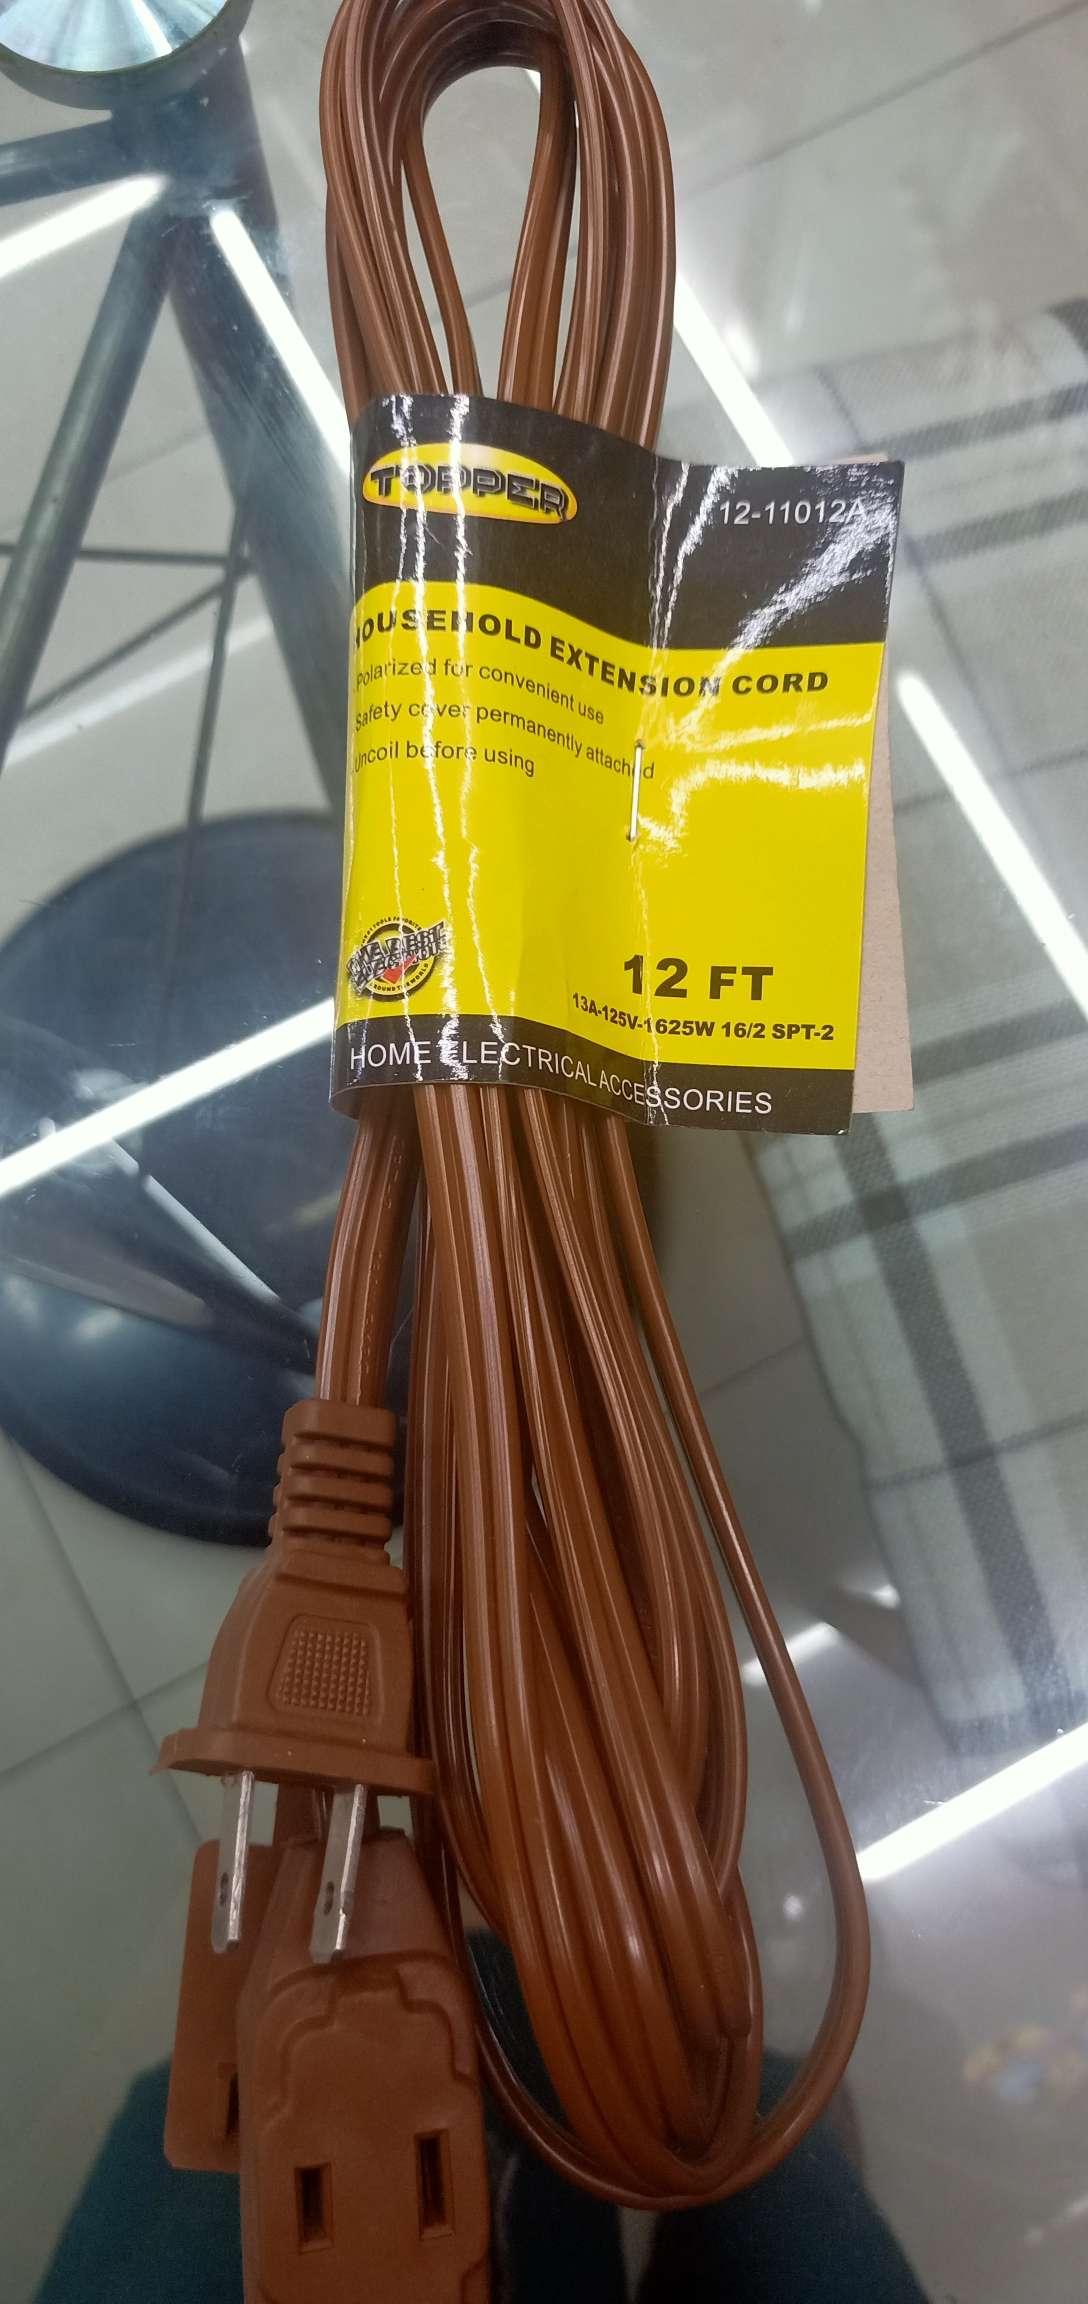 TOPPER
12-11012A
HOUSEHOLD EXTENSION CORD
.Polarized for convenient use
.Safety cover permanently attached
.Uncoil before using
12 FT
13A-125V-1625W 16/2 SPT-2
HOME ELECTRICAL ACCESSORIES